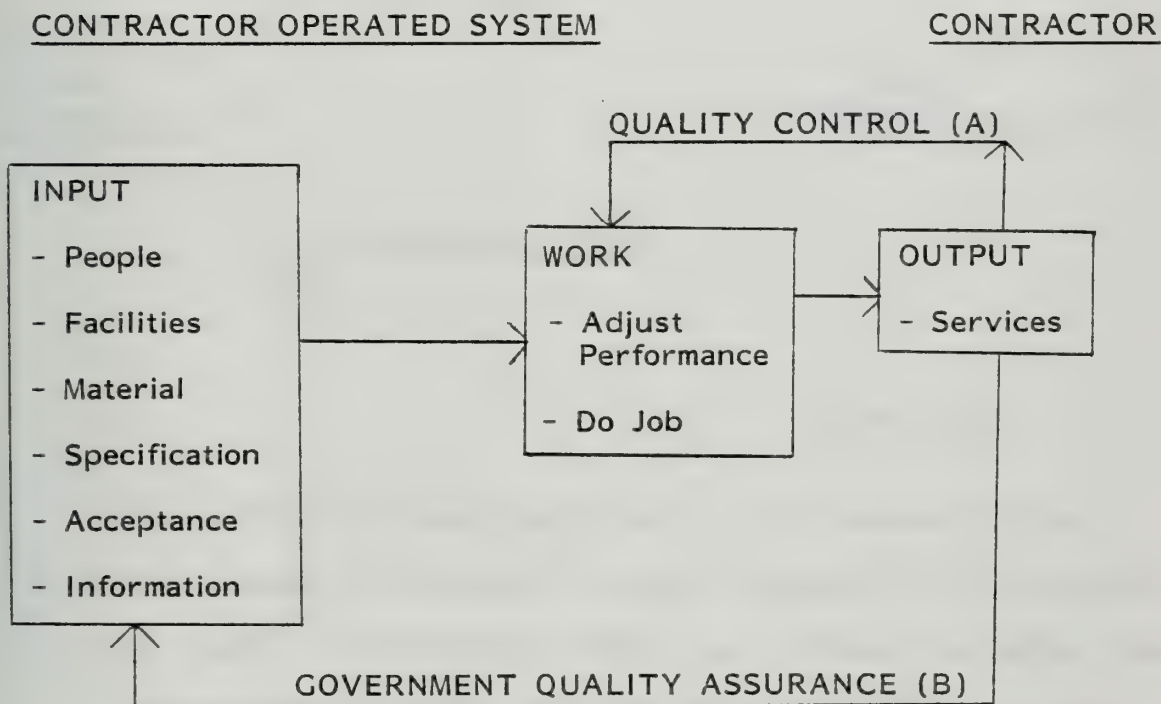 CONTRACTOR OPERATED SYSTEM
CONTRACTOR
QUALITY CONTROL (A)
INPUT
- People
- Facilities
- Material
- Specification
- Acceptance
- Information
WORK
- Adjust
Performance
- Do Job
OUTPUT
- Services
GOVERNMENT QUALITY ASSURANCE (B)